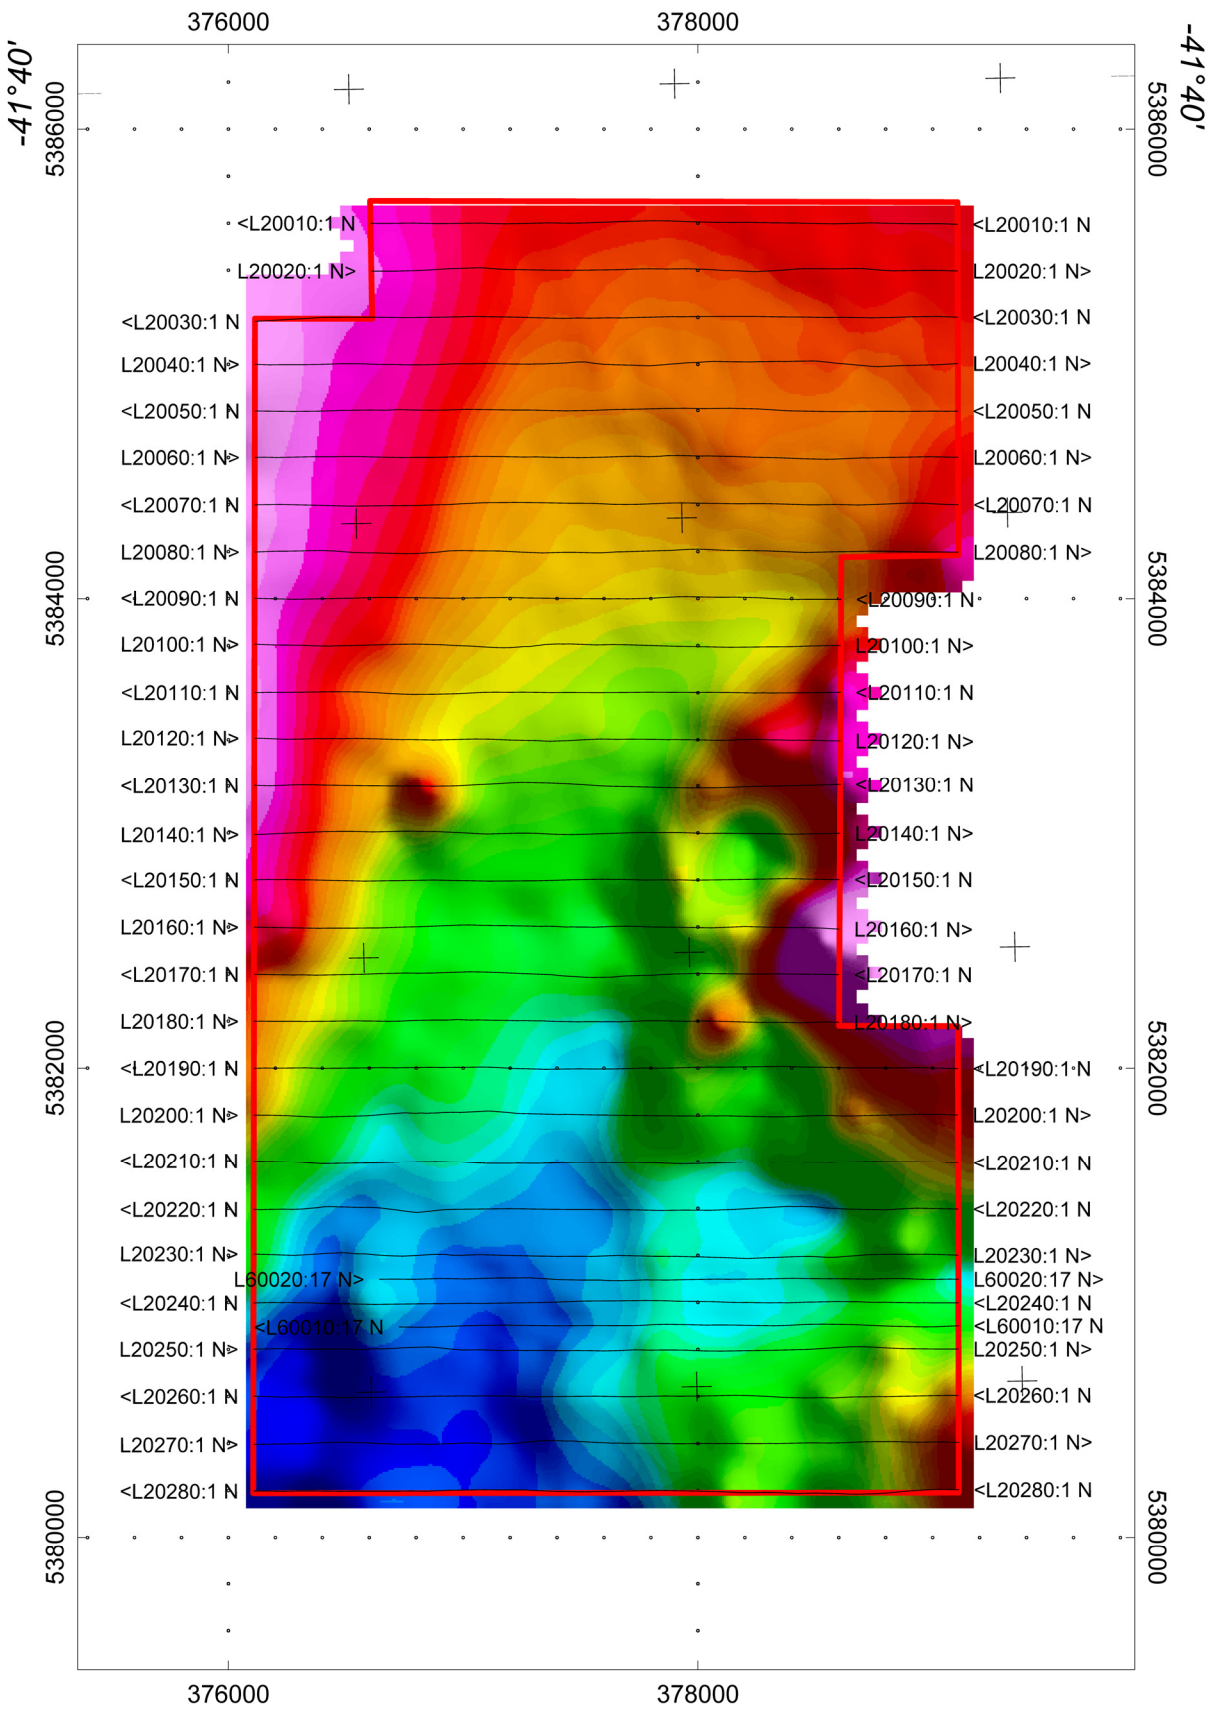 376000 378000
-41°40' -41°40'
5386000 5386000
<L20010:1 N <L20010:1 N
L20020:1 N> L20020:1 N>
<L20030:1 N <L20030:1 N
L20040:1 N> L20040:1 N>
<L20050:1 N <L20050:1 N
L20060:1 N> L20060:1 N>
<L20070:1 N <L20070:1 N
L20080:1 N> L20080:1 N>
5384000 5384000
<L20090:1 N <L20090:1 N
L20100:1 N> L20100:1 N>
<L20110:1 N <L20110:1 N
L20120:1 N> L20120:1 N>
<L20130:1 N <L20130:1 N
L20140:1 N> L20140:1 N>
<L20150:1 N <L20150:1 N
L20160:1 N> L20160:1 N>
<L20170:1 N <L20170:1 N
L20180:1 N> L20180:1 N>
5382000 5382000
<L20190:1 N <L20190:1 N
L20200:1 N> L20200:1 N>
<L20210:1 N <L20210:1 N
<L20220:1 N <L20220:1 N
L20230:1 N> L20230:1 N>
L60020:17 N> L60020:17 N>
<L20240:1 N <L20240:1 N
<L60010:17 N <L60010:17 N
L20250:1 N> L20250:1 N>
<L20260:1 N <L20260:1 N
L20270:1 N> L20270:1 N>
<L20280:1 N <L20280:1 N
5380000 5380000
376000 378000